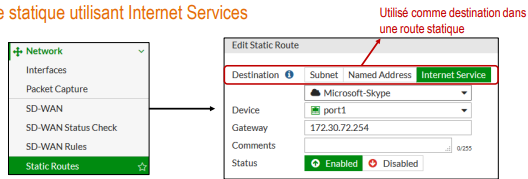 e statique utilisant Internet Services
Utilisé comme destination dans
une route statique
Network
Interfaces
Packet Capture
SD-WAN
SD-WAN Status Check
SD-WAN Rules
Static Routes
Edit Static Route
Destination Subnet Named Address Internet Service
Microsoft-Skype
Device port1
Gateway 172.30.72.254
Comments 0/255
Status Enabled Disabled